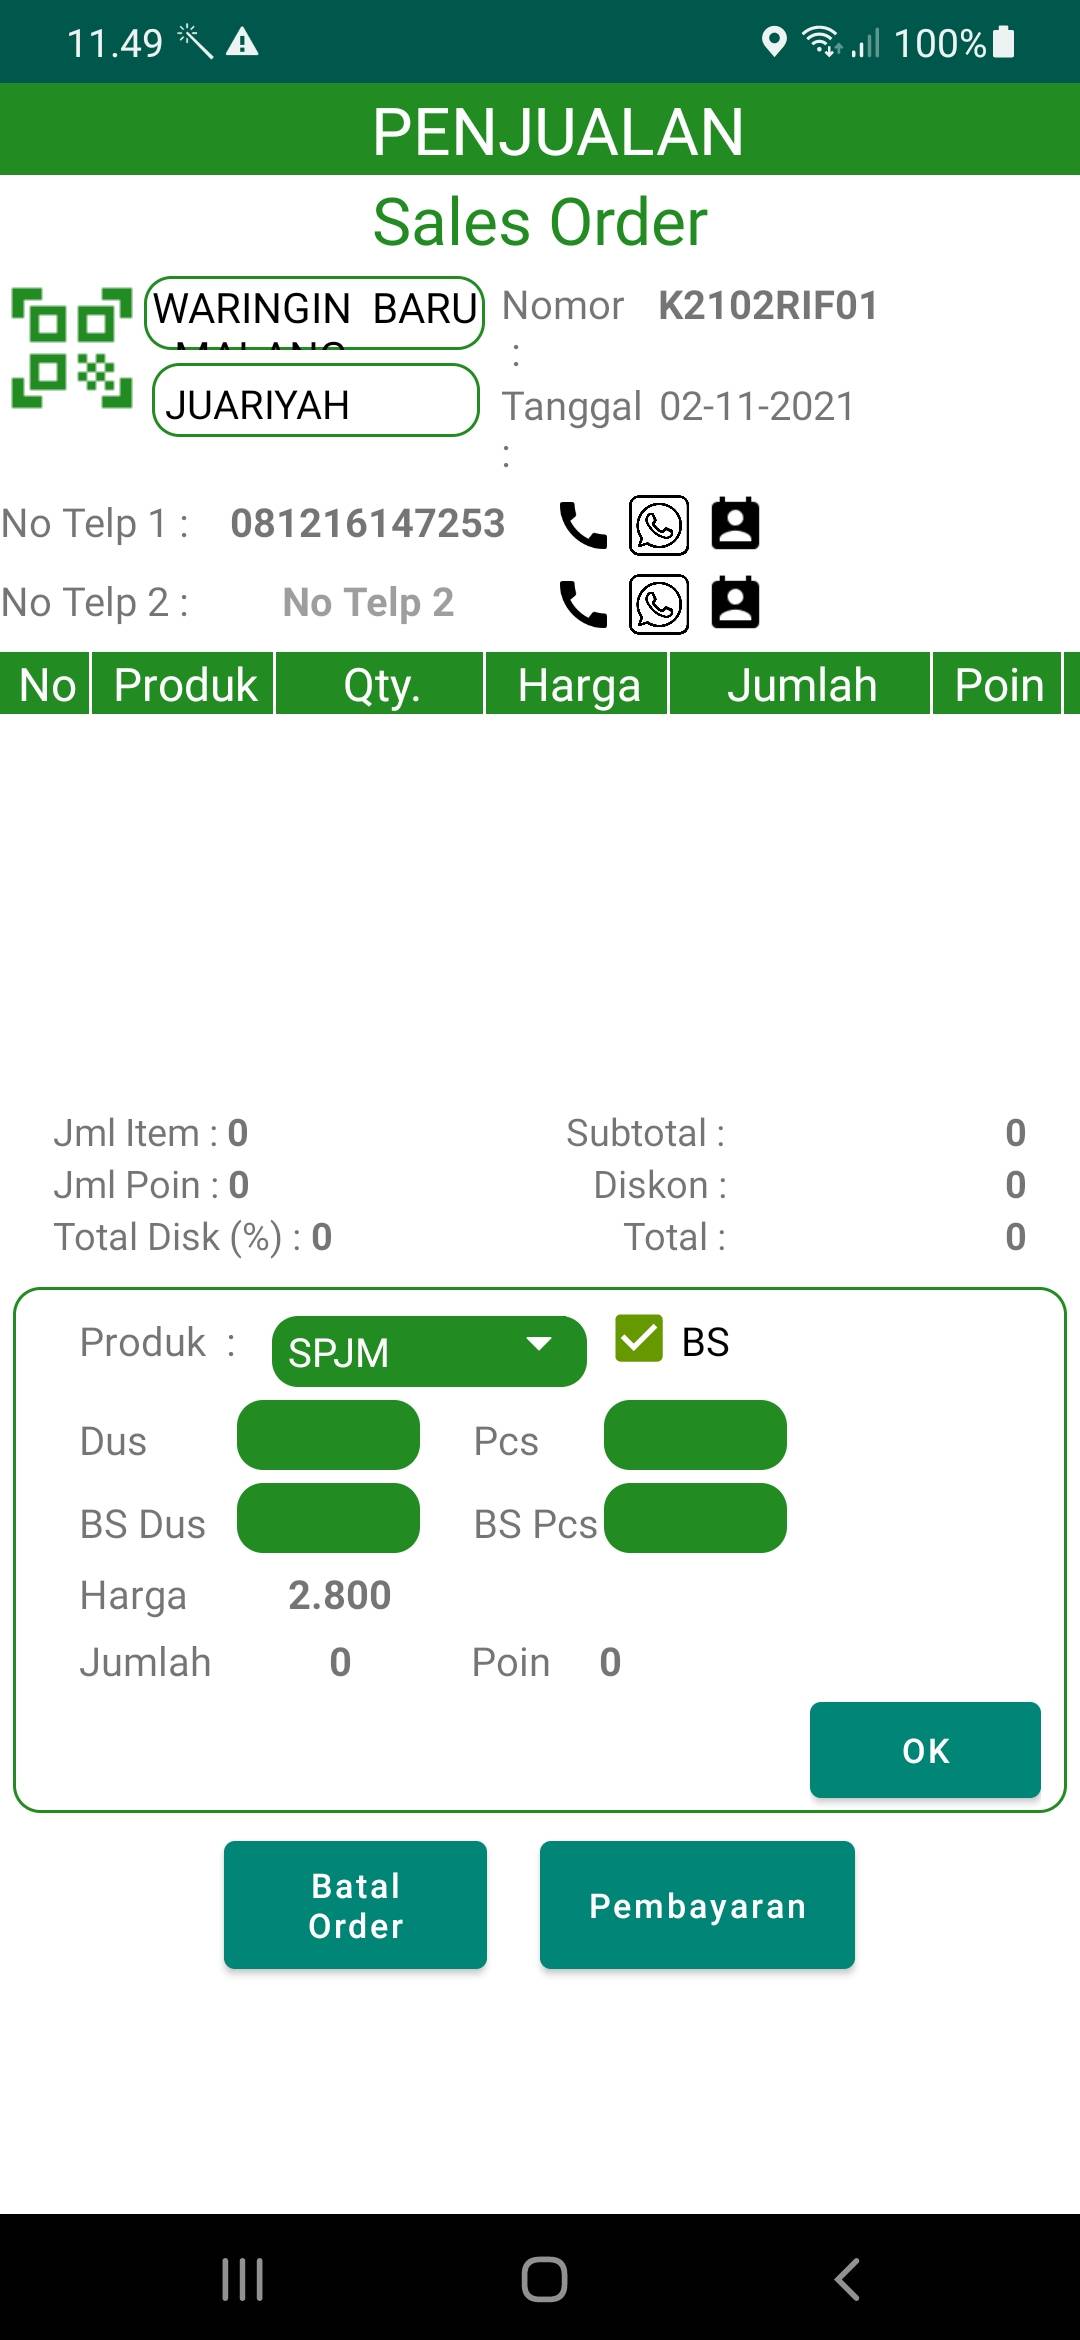 11.49 100%
PENJUALAN
Sales Order
WARINGIN BARU
MALANG
Nomor : K2102RIF01
JUARIYAH
Tanggal : 02-11-2021
No Telp 1 : 081216147253
No Telp 2 : No Telp 2
No Produk Qty. Harga Jumlah Poin
Jml Item : 0 Subtotal : 0
Jml Poin : 0 Diskon : 0
Total Disk (%) : 0 Total : 0
Produk : SPJM BS
Dus Pcs
BS Dus BS Pcs
Harga 2.800
Jumlah 0 Poin 0
OK
Batal
Order
Pembayaran